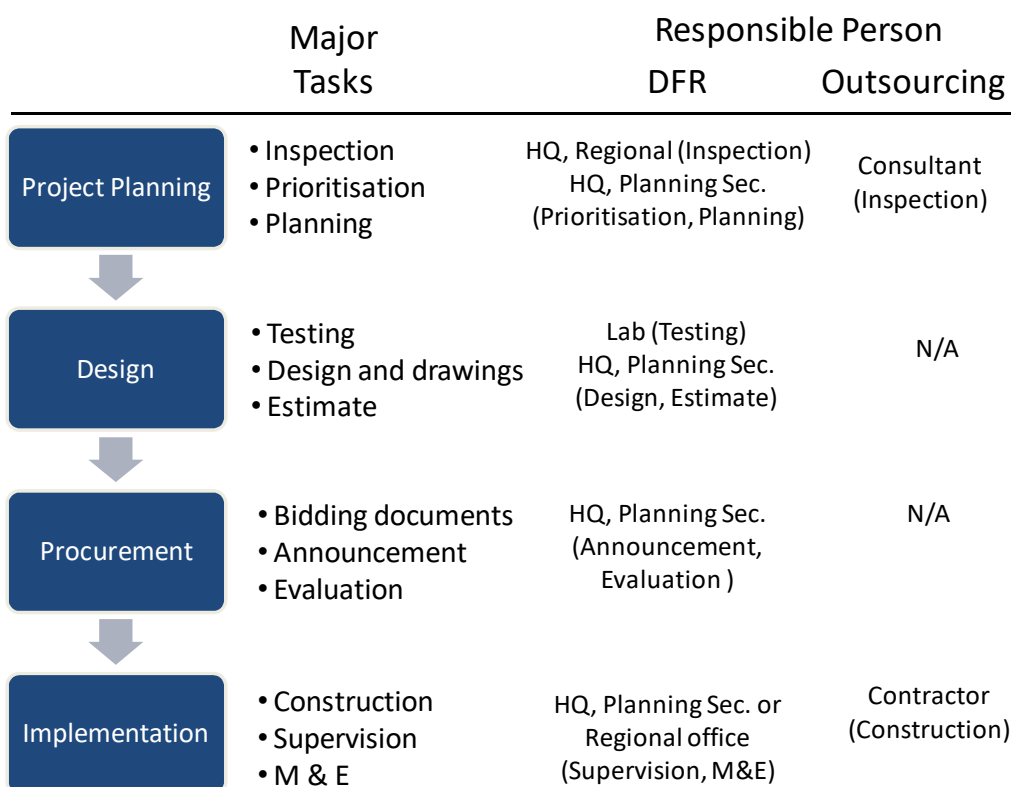 Major
Tasks
Responsible Person
DFR
Outsourcing
Project Planning
• Inspection
• Prioritisation
• Planning
HQ, Regional (Inspection)
HQ, Planning Sec.
(Prioritisation, Planning)
Consultant
(Inspection)
Design
• Testing
• Design and drawings
• Estimate
Lab (Testing)
HQ, Planning Sec.
(Design, Estimate)
N/A
Procurement
• Bidding documents
• Announcement
• Evaluation
HQ, Planning Sec.
(Announcement,
Evaluation )
N/A
Implementation
• Construction
• Supervision
• M & E
HQ, Planning Sec. or
Regional office
(Supervision, M&E)
Contractor
(Construction)